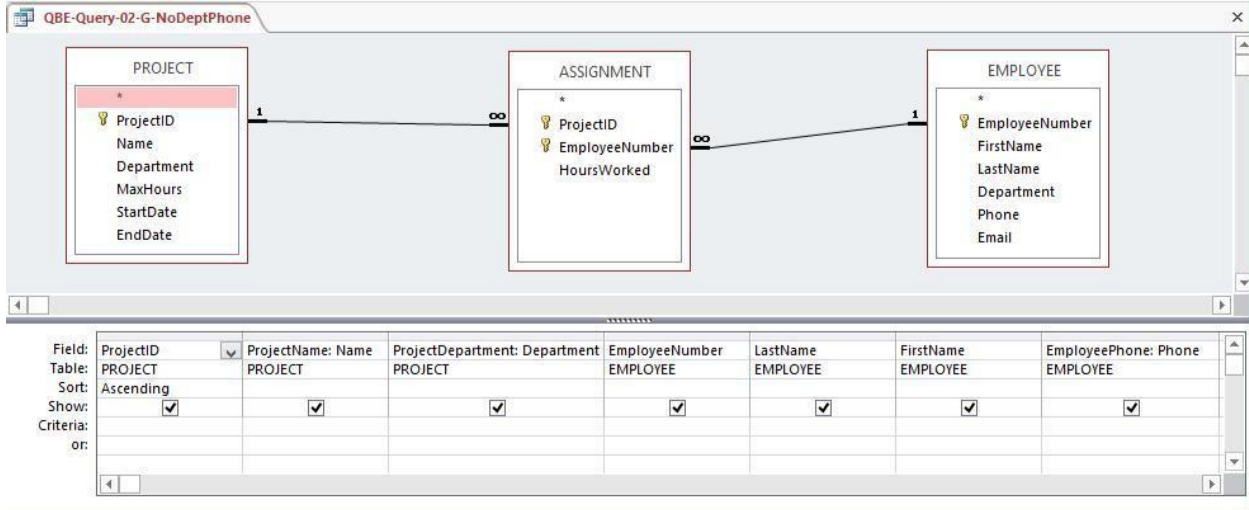 QBE-Query-02-G-NoDeptPhone
PROJECT
*
ProjectID
Name
Department
MaxHours
StartDate
EndDate
1
∞
ASSIGNMENT
*
ProjectID
EmployeeNumber
HoursWorked
∞
1
EMPLOYEE
*
EmployeeNumber
FirstName
LastName
Department
Phone
Email
Field: ProjectID ProjectName: Name ProjectDepartment: Department EmployeeNumber LastName FirstName EmployeePhone: Phone
Table: PROJECT PROJECT PROJECT EMPLOYEE EMPLOYEE EMPLOYEE EMPLOYEE
Sort: Ascending
Show:
Criteria:
or: